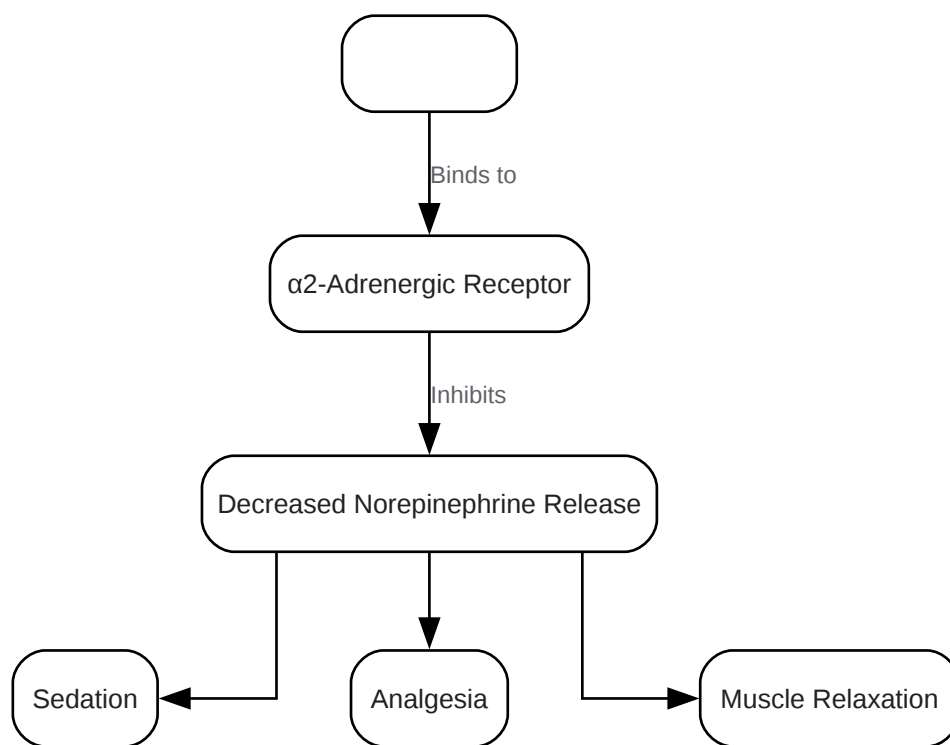 Binds to
α2-Adrenergic Receptor
Inhibits
Decreased Norepinephrine Release
Sedation
Analgesia
Muscle Relaxation